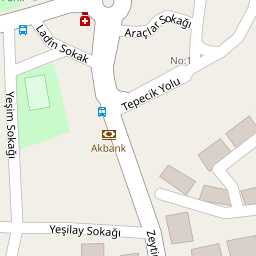 Ladin Sokak
Araçlar Sokağı
No:1
Tepecik Yolu
Yeşim Sokağı
Akbank
Yeşilay Sokağı